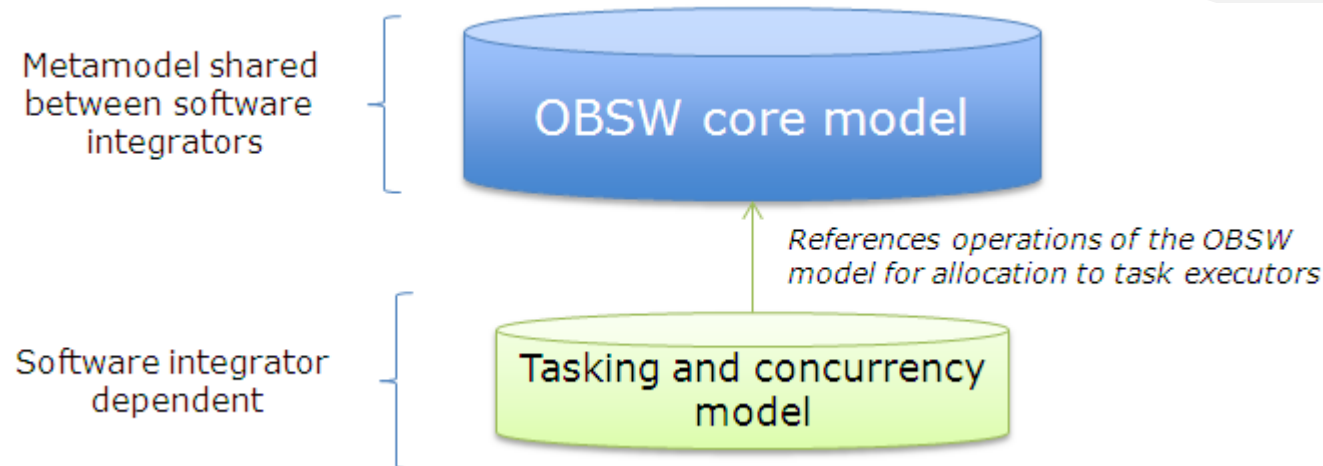 Metamodel shared
between software
integrators
OBSW core model
References operations of the OBSW
model for allocation to task executors
Software integrator
dependent
Tasking and concurrency
model